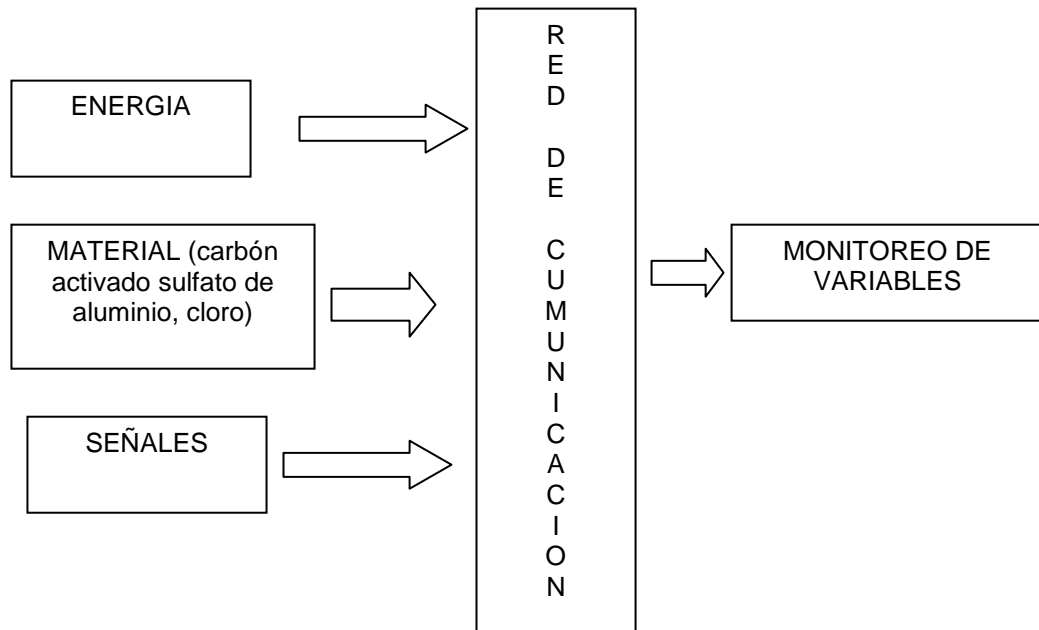 ENERGIA
MATERIAL (carbón
activado sulfato de
aluminio, cloro)
SEÑALES
R
E
D
D
E
C
U
M
U
N
I
C
A
C
I
O
N
MONITOREO DE
VARIABLES